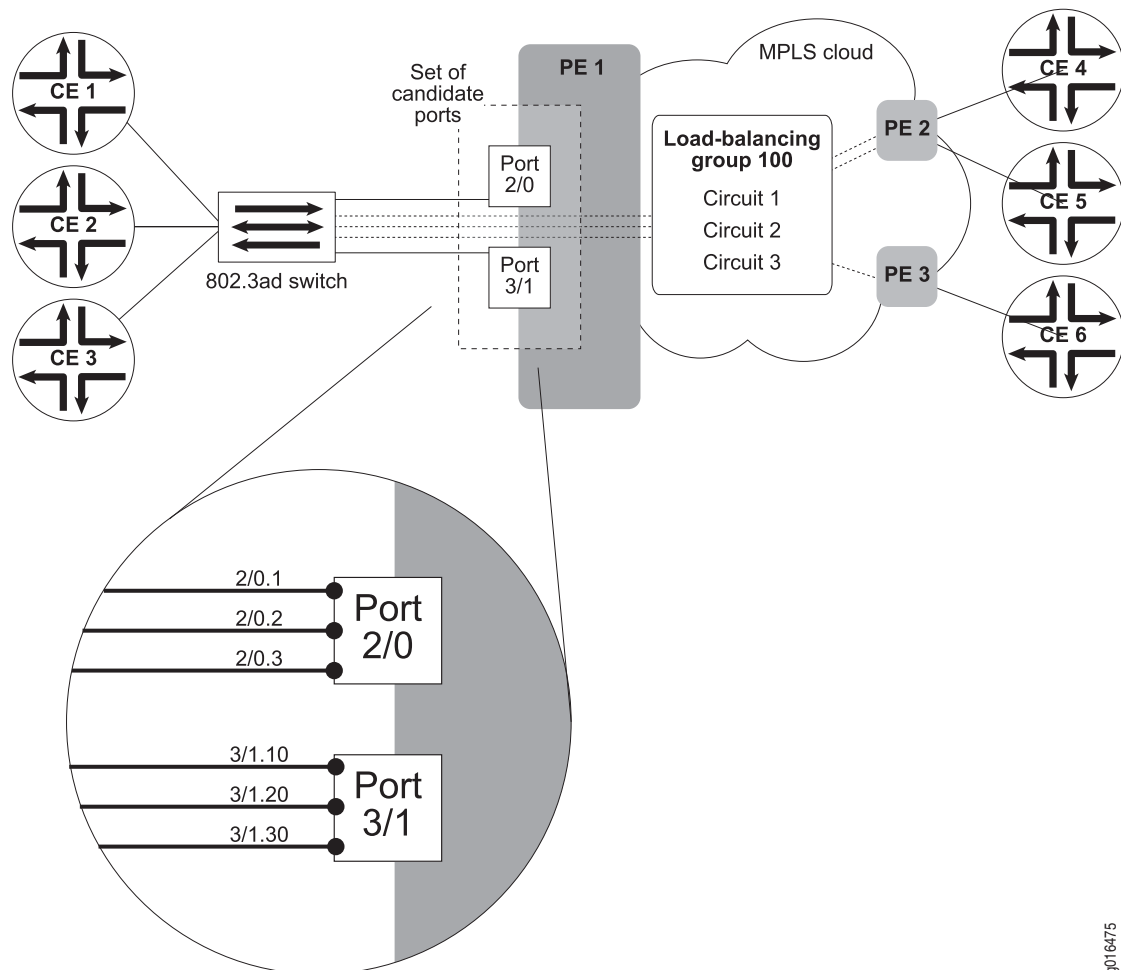 CE 1
CE 2
CE 3
802.3ad switch
Set of
candidate
ports
PE 1
Port
2/0
Port
3/1
MPLS cloud
Load-balancing
group 100
Circuit 1
Circuit 2
Circuit 3
PE 2
PE 3
CE 4
CE 5
CE 6
2/0.1
2/0.2
2/0.3
Port
2/0
3/1.10
3/1.20
3/1.30
Port
3/1
g016475